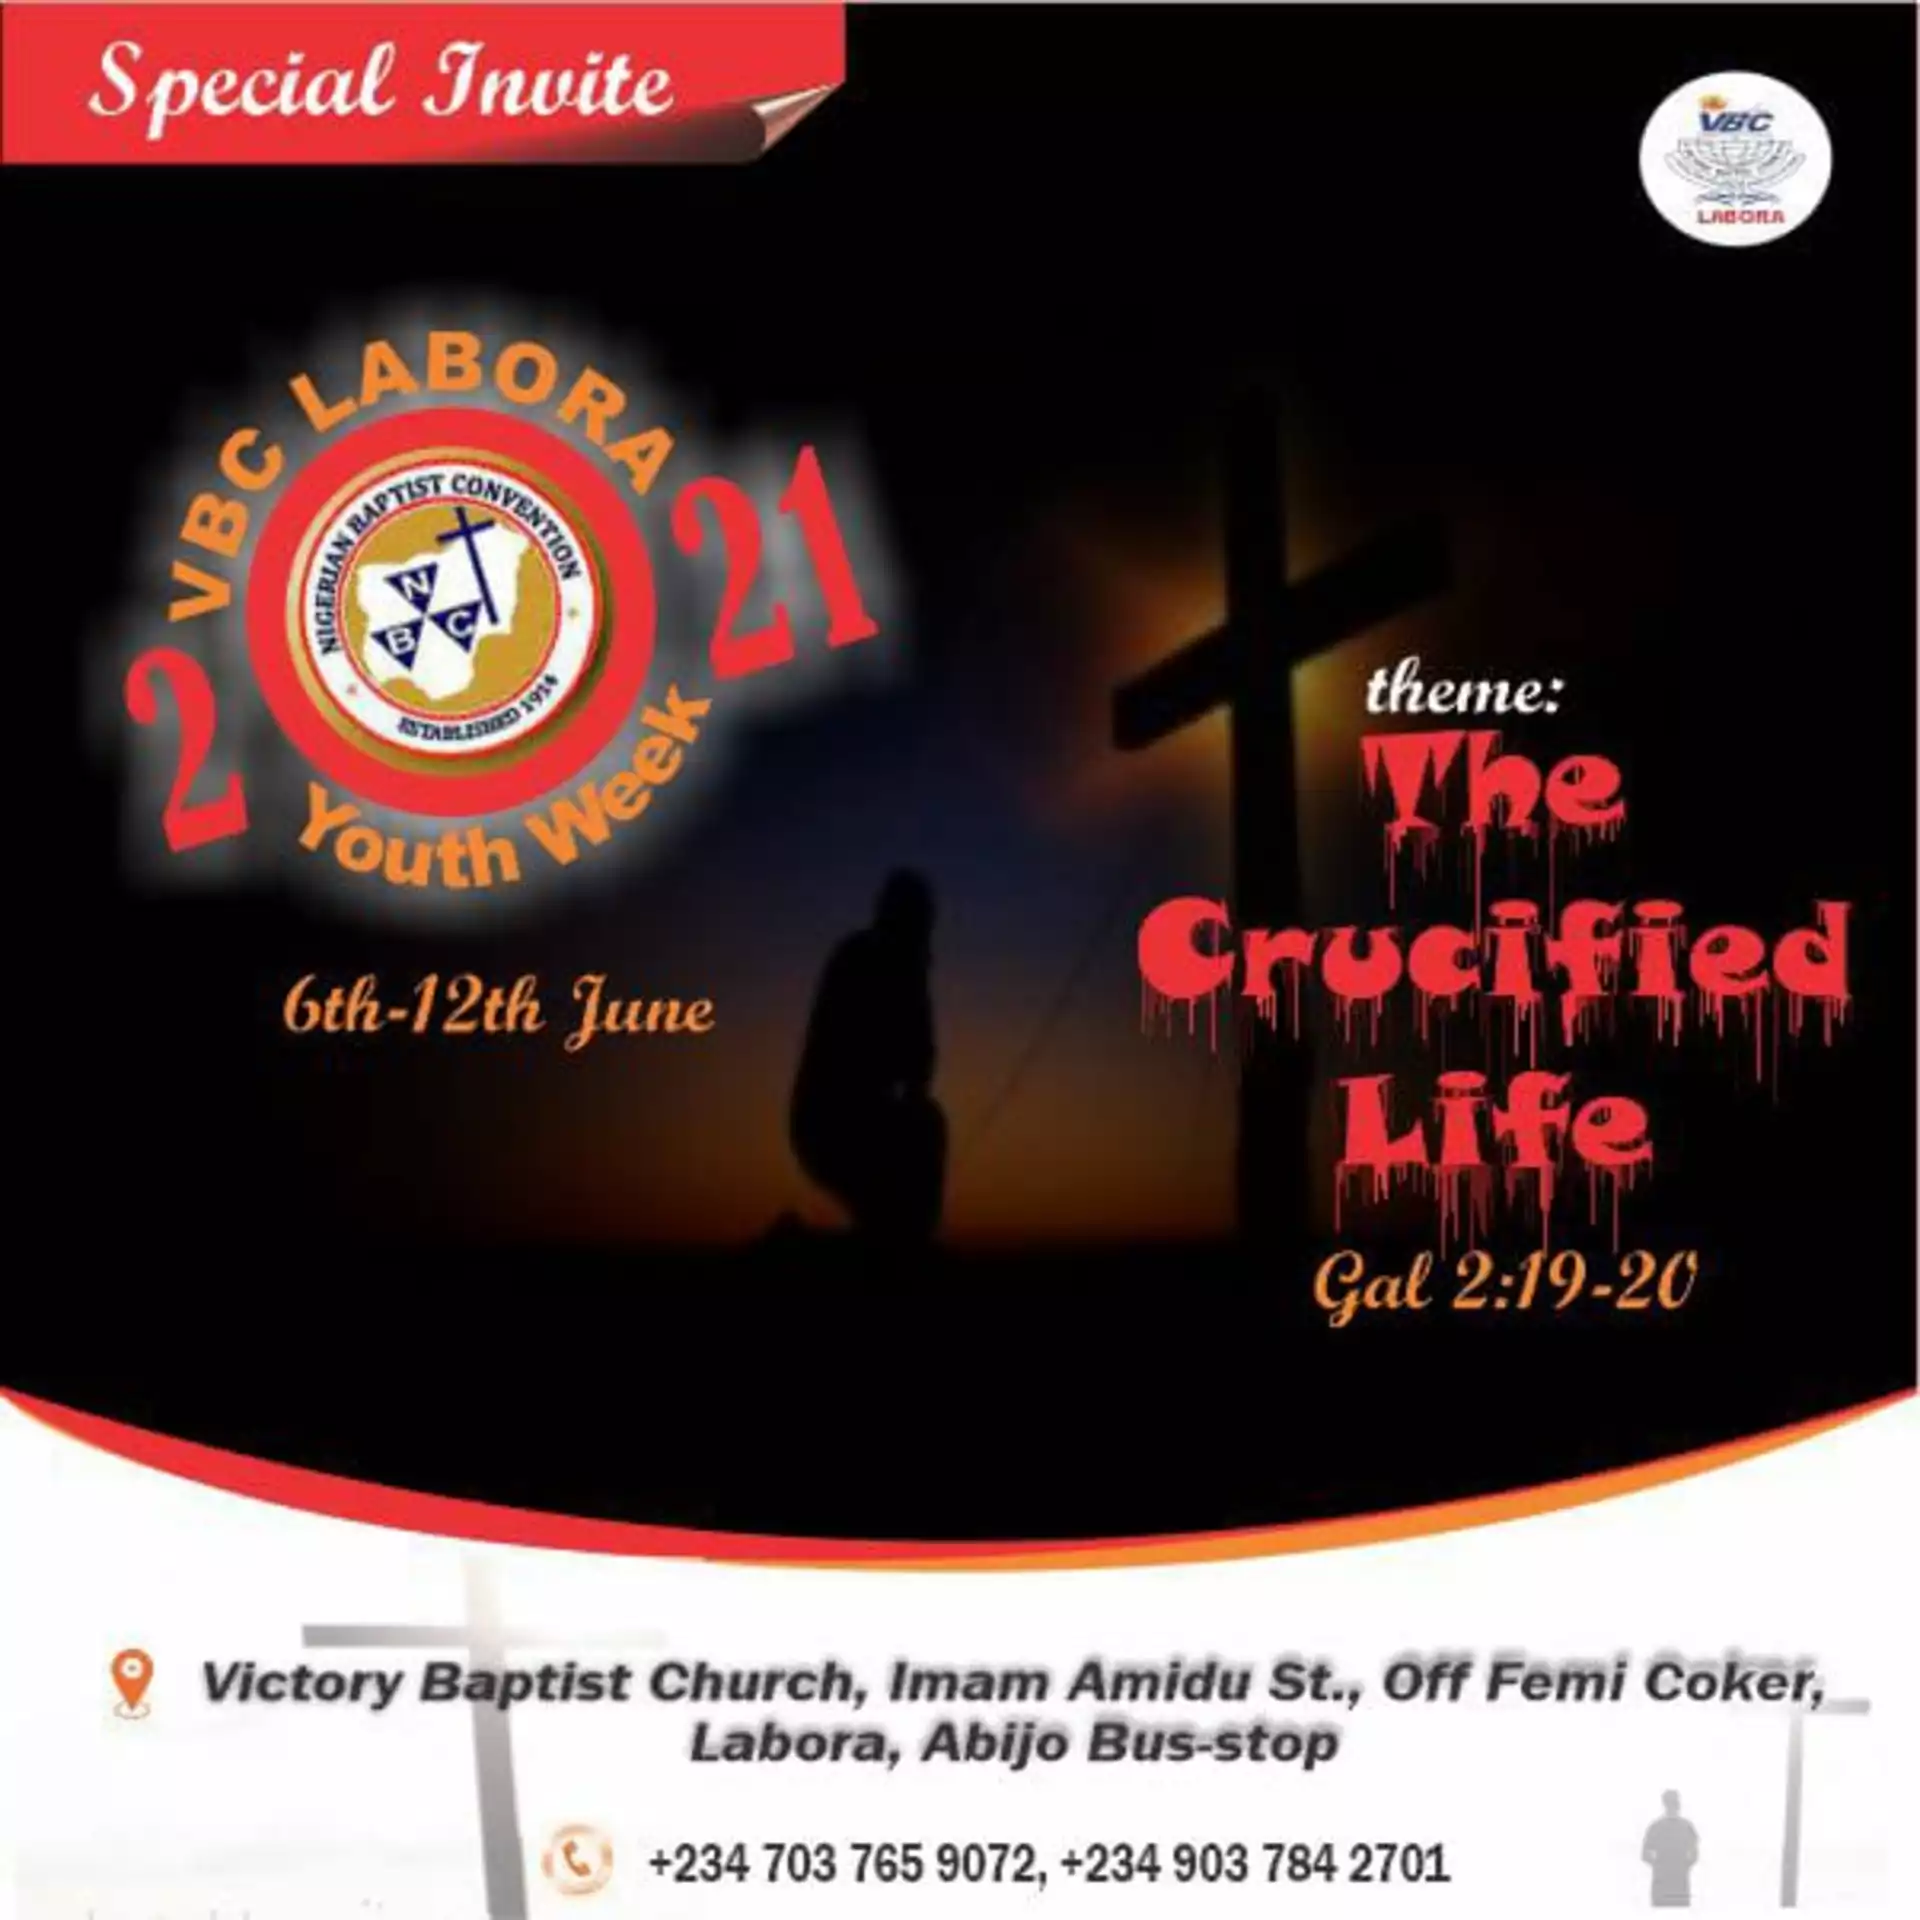 Special Invite
VBC
LABORA
VBC LABORA
2 21
NIGERIAN BAPTIST CONVENTION
N
B C
ESTABLISHED 1914
Youth Week
6th-12th June
theme:
The
Crucified
Life
Gal 2:19-20
Victory Baptist Church, Imam Amidu St., Off Femi Coker,
Labora, Abijo Bus-stop
+234 703 765 9072, +234 903 784 2701